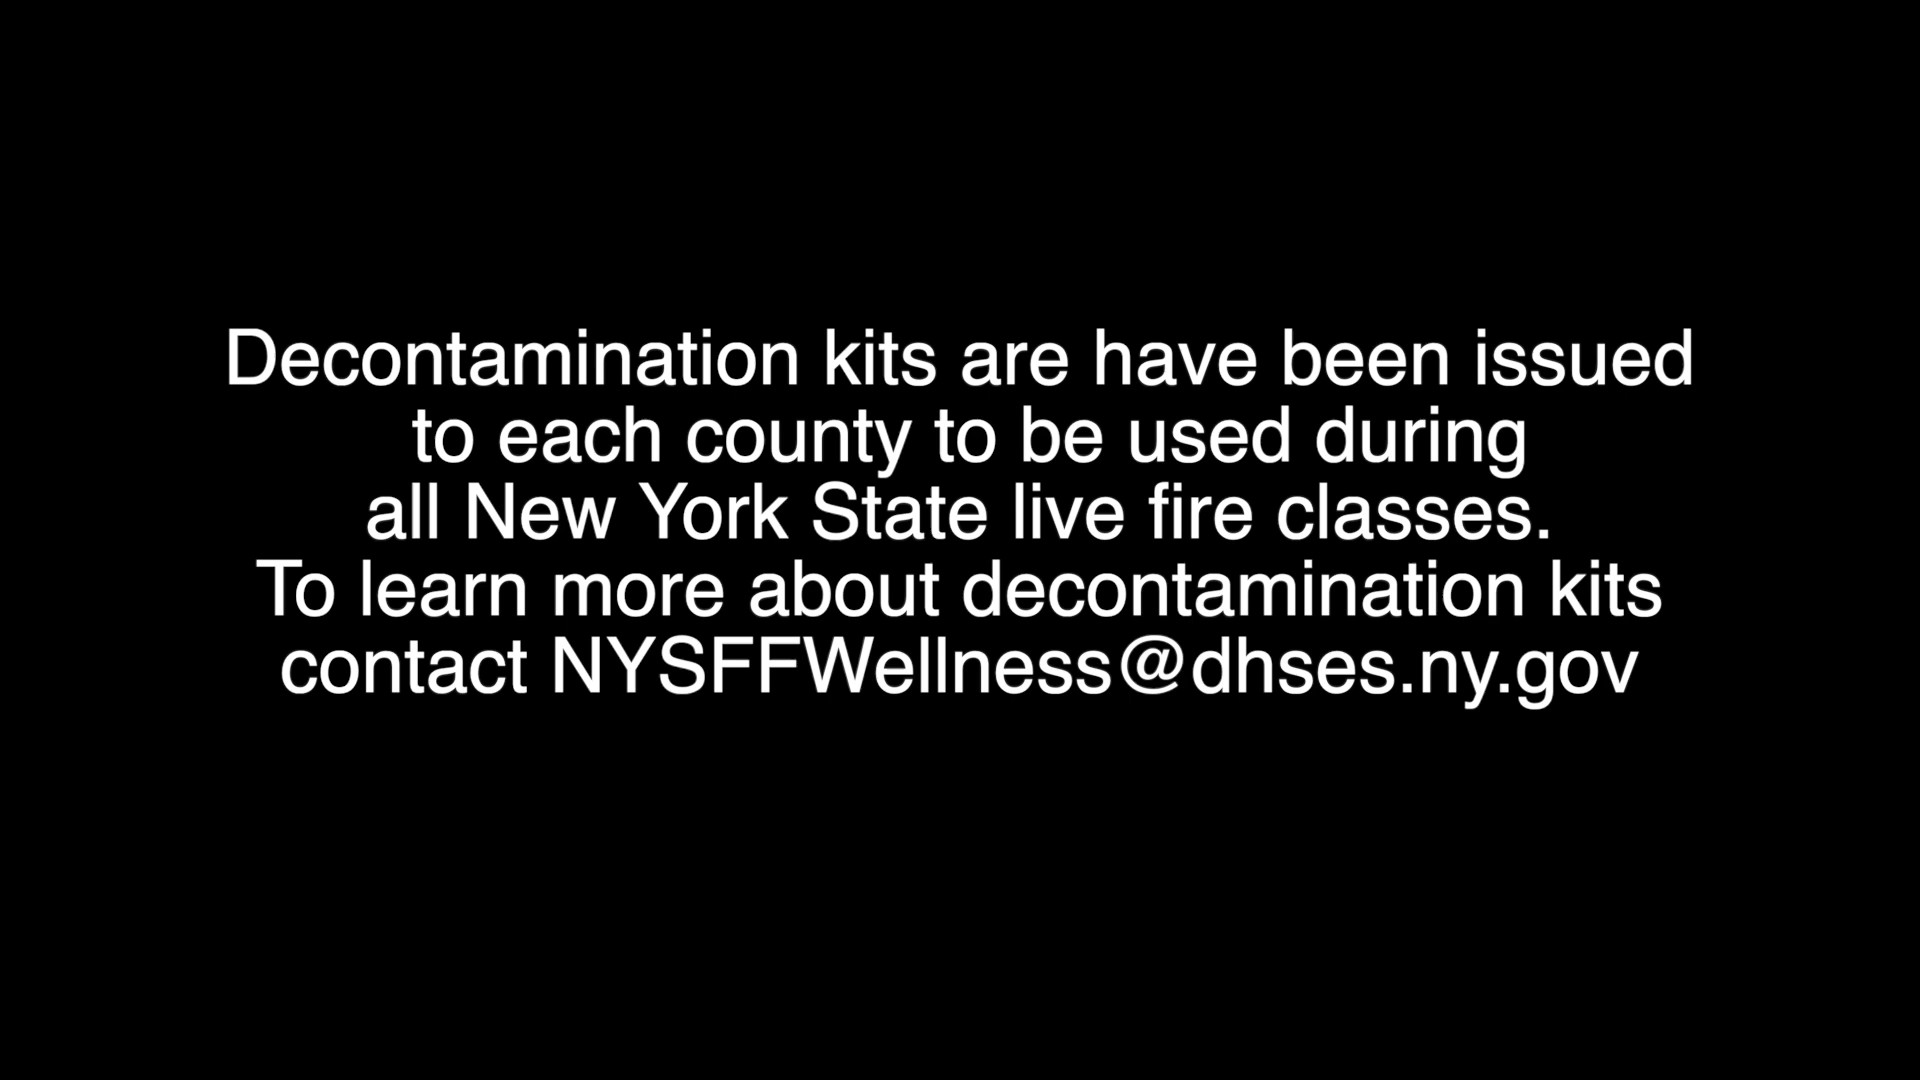 Decontamination kits are have been issued
to each county to be used during
all New York State live fire classes.
To learn more about decontamination kits
contact NYSFFWellness@dhses.ny.gov